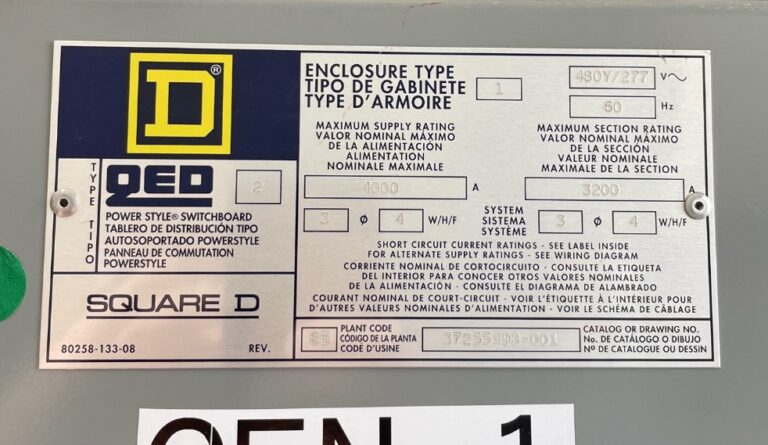 D®
TYPE
TIPO
QED 2
POWER STYLE® SWITCHBOARD
TABLERO DE DISTRIBUTIÓN TIPO
AUTOSOPORTADO POWERSTYLE
PANNEAU DE COMMUTATION
POWERSTYLE
SQUARE D
80258-133-08 REV.
ENCLOSURE TYPE
TIPO DE GABINETE
TYPE D'ARMOIRE
1
480Y/277 V~
60 Hz
MAXIMUM SUPPLY RATING
VALOR NOMINAL MÁXIMO
DE LA ALIMENTACIÓN
ALIMENTATION
NOMINALE MAXIMALE
4000 A
MAXIMUM SECTION RATING
VALOR NOMINAL MÁXIMO
DE LA SECCIÓN
VALEUR NOMINALE
MAXIMALE DE LA SECTION
3200 A
3 ø 4 W/H/F
SYSTEM
SISTEMA
SYSTÈME
3 ø 4 W/H/F
SHORT CIRCUIT CURRENT RATINGS - SEE LABEL INSIDE
FOR ALTERNATE SUPPLY RATINGS - SEE WIRING DIAGRAM
CORRIENTE NOMINAL DE CORTOCIRCUITO - CONSULTE LA ETIQUETA
DEL INTERIOR PARA CONOCER OTROS VALORES NOMINALES
DE LA ALIMENTACIÓN - CONSULTE EL DIAGRAMA DE ALAMBRADO
COURANT NOMINAL DE COURT-CIRCUIT - VOIR L'ÉTIQUETTE À L'INTÉRIEUR POUR
D'AUTRES VALEURS NOMINALES D'ALIMENTATION - VOIR LE SCHÉMA DE CÂBLAGE
PLANT CODE
CÓDIGO DE LA PLANTA
CODE D'USINE
CATALOG OR DRAWING NO.
No. DE CATÁLOGO O DIBUJO
Nº DE CATALOGUE OU DESSIN
GEN 1